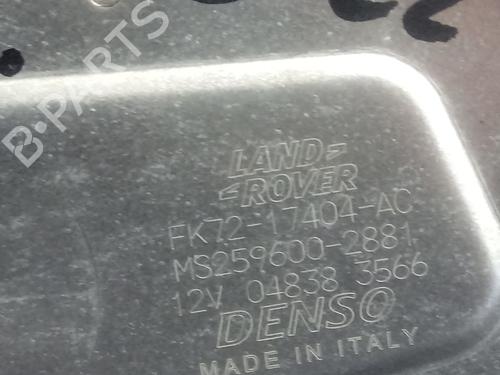 B-PARTS
LAND
ROVER
FK72-17404-AC
MS259600-2881
12V 04838 3566
DENSO
MADE IN ITALY